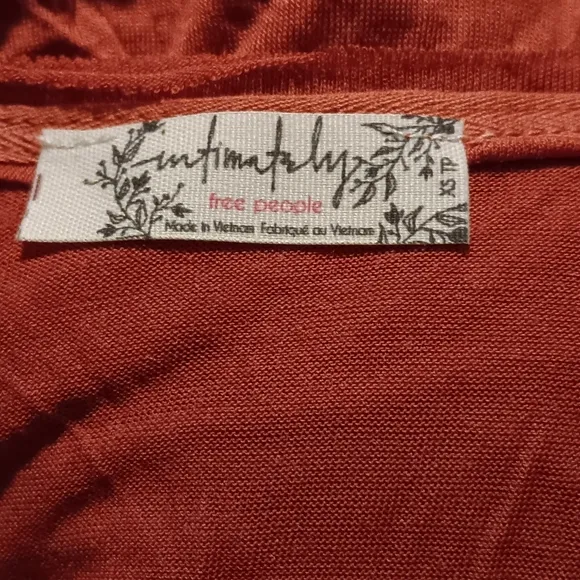 intimately
free people
Made in Vietnam Fabriqué au Vietnam
XS TP